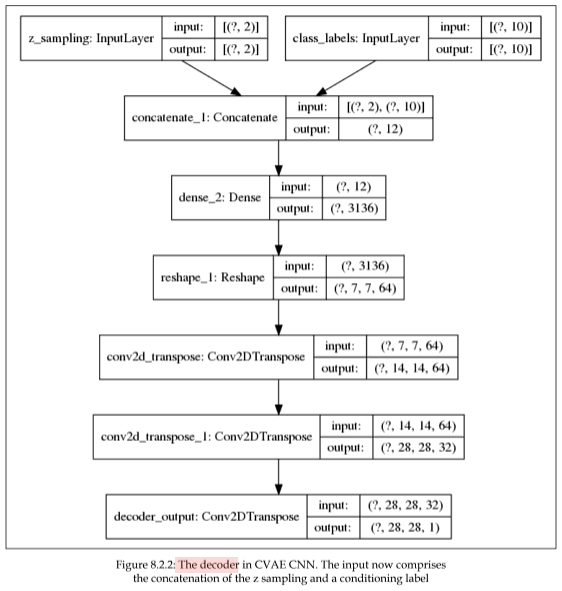 z_sampling: InputLayer
input: [(?, 2)]
output: [(?, 2)]
class_labels: InputLayer
input: [(?, 10)]
output: [(?, 10)]
concatenate_1: Concatenate
input: [(?, 2), (?, 10)]
output: (?, 12)
dense_2: Dense
input: (?, 12)
output: (?, 3136)
reshape_1: Reshape
input: (?, 3136)
output: (?, 7, 7, 64)
conv2d_transpose: Conv2DTranspose
input: (?, 7, 7, 64)
output: (?, 14, 14, 64)
conv2d_transpose_1: Conv2DTranspose
input: (?, 14, 14, 64)
output: (?, 28, 28, 32)
decoder_output: Conv2DTranspose
input: (?, 28, 28, 32)
output: (?, 28, 28, 1)
Figure 8.2.2: The decoder in CVAE CNN. The input now comprises
the concatenation of the z sampling and a conditioning label